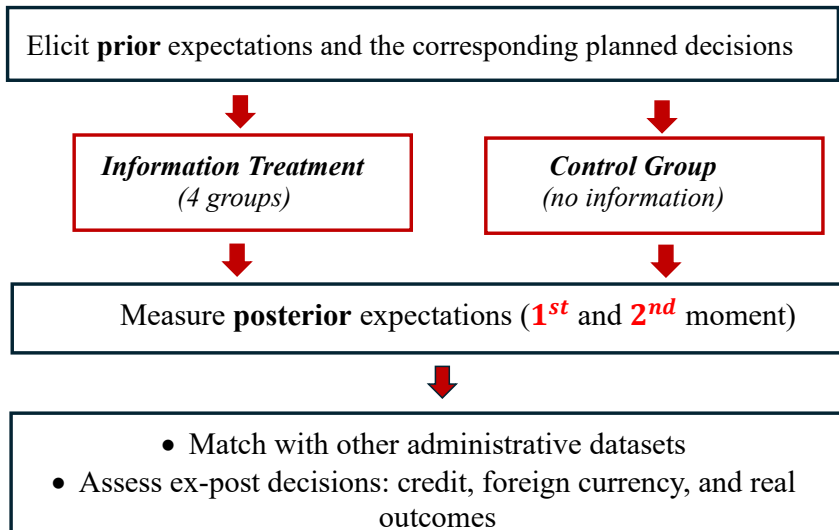 Elicit prior expectations and the corresponding planned decisions
Information Treatment
(4 groups)
Control Group
(no information)
Measure posterior expectations (1st and 2nd moment)
• Match with other administrative datasets
• Assess ex-post decisions: credit, foreign currency, and real
outcomes